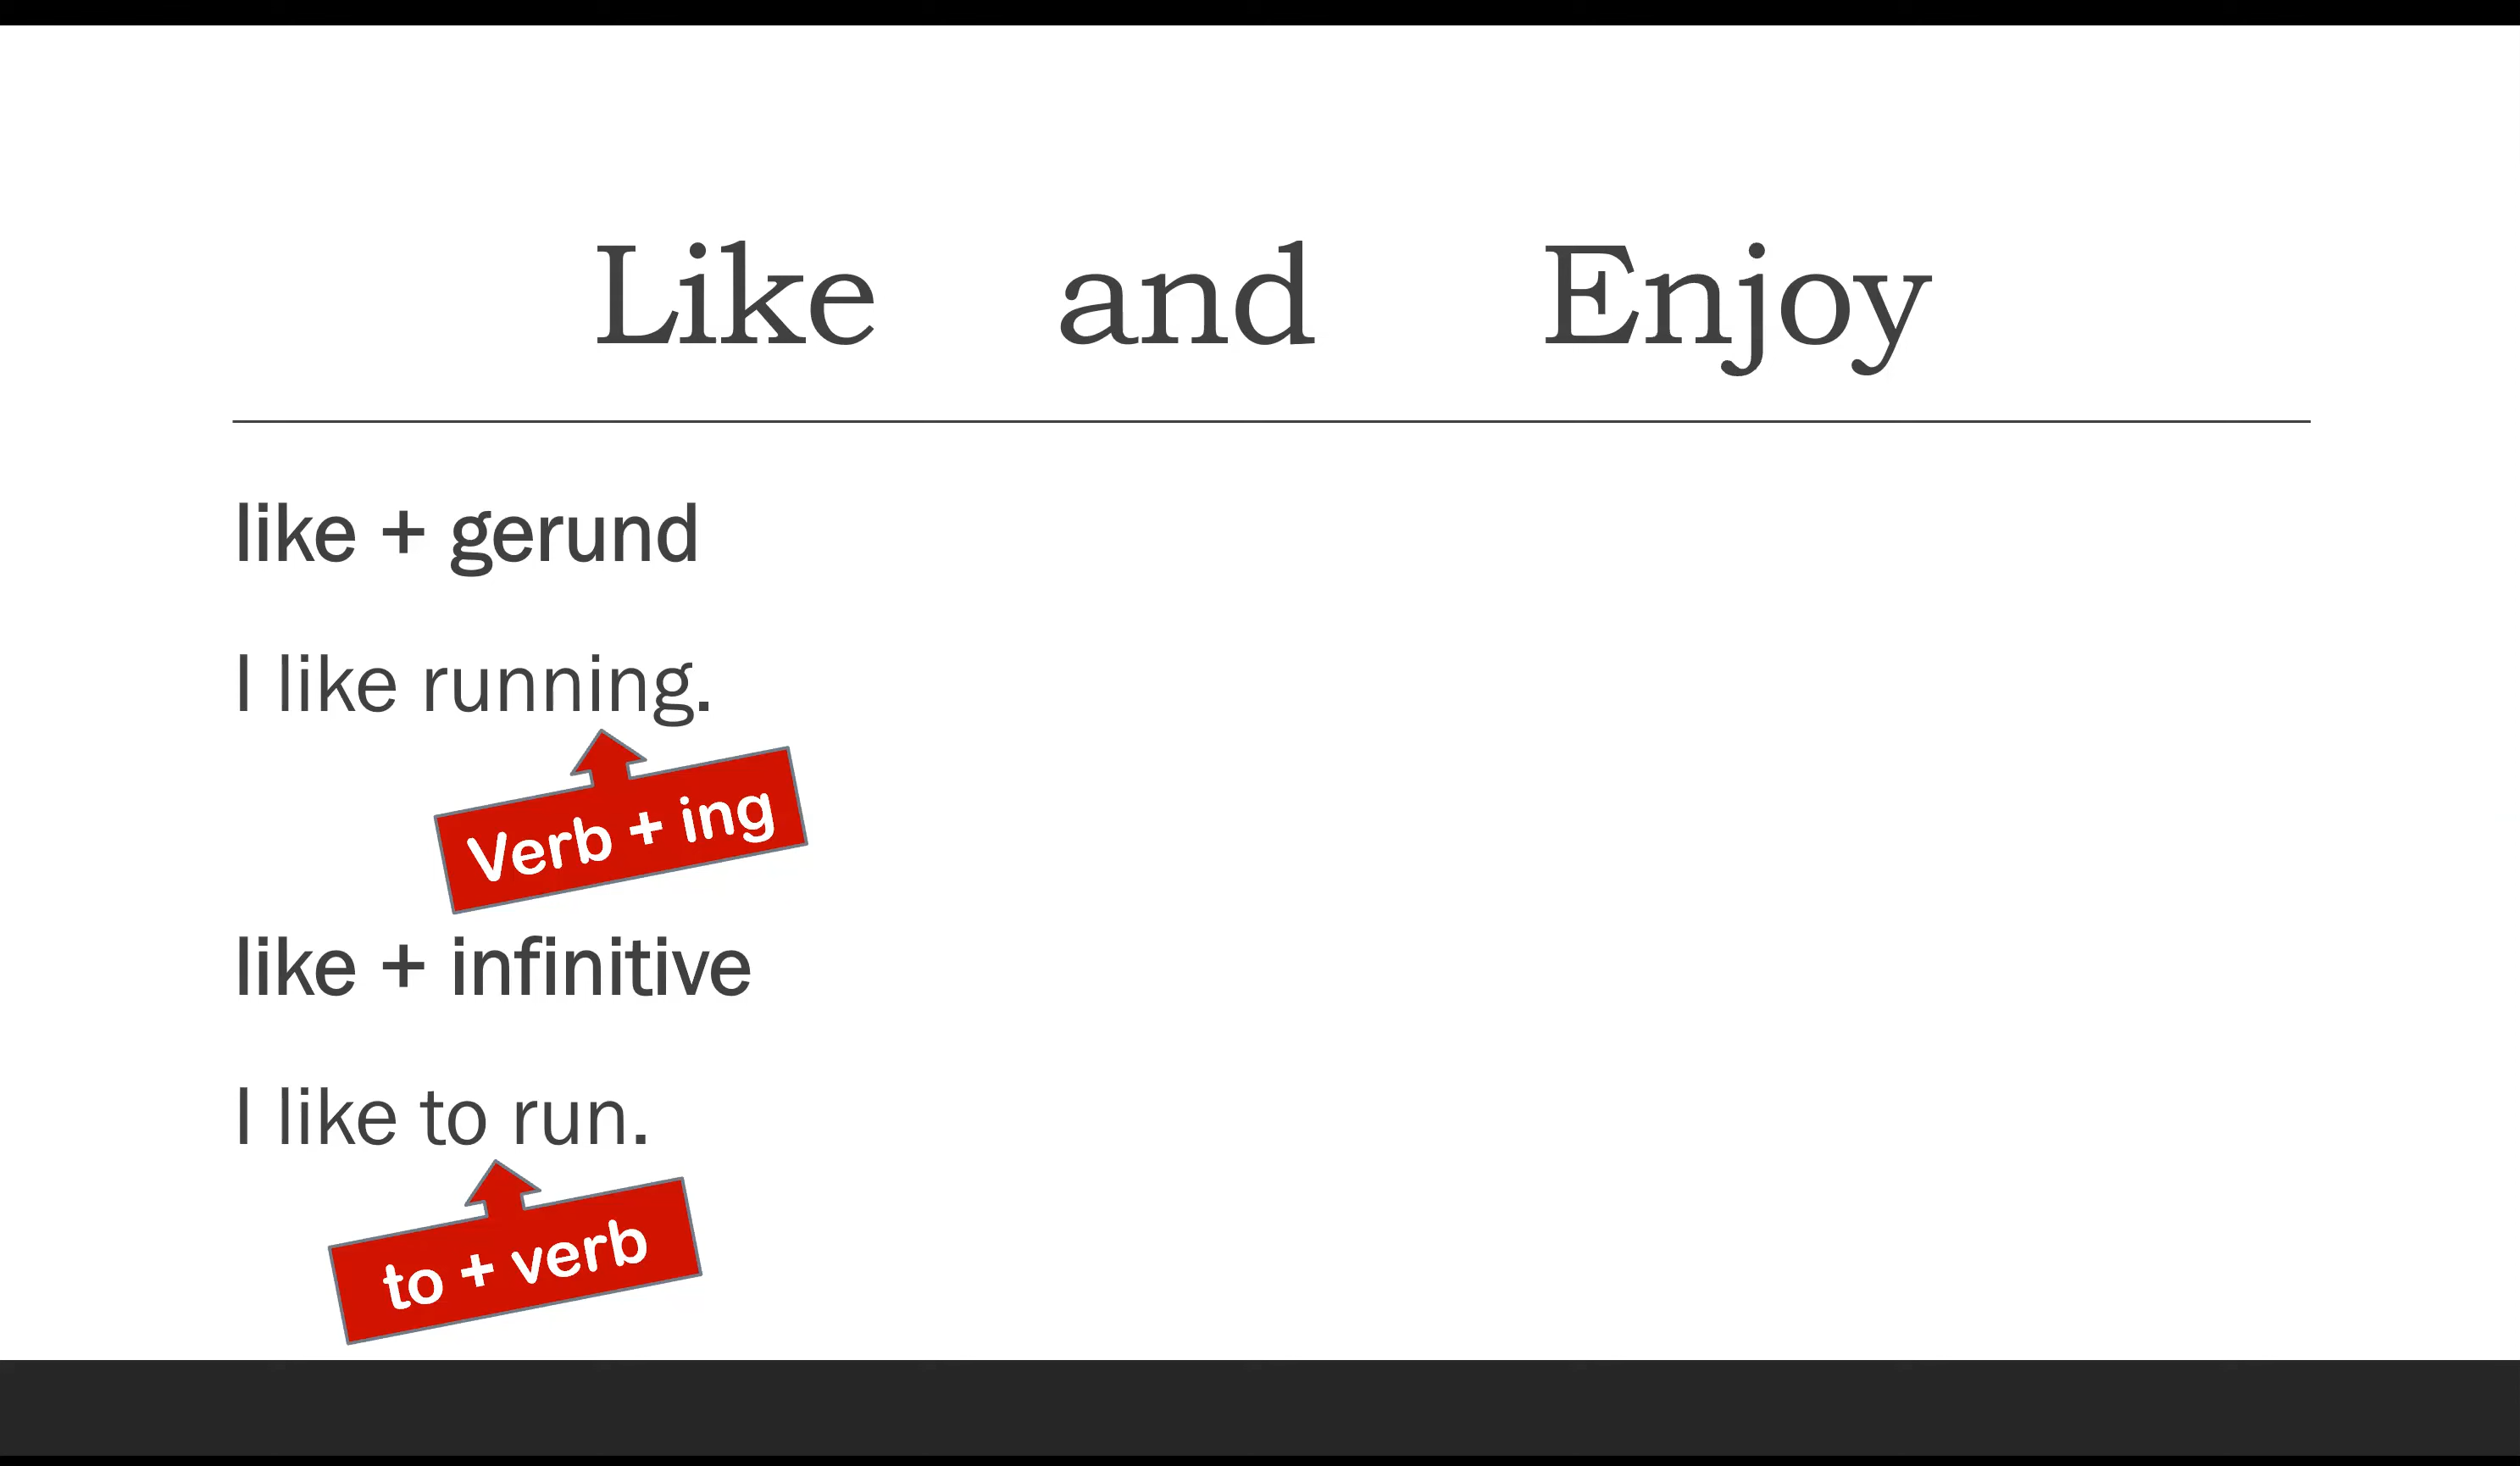 Like and Enjoy
like + gerund
I like running.
Verb + ing
like + infinitive
I like to run.
to + verb